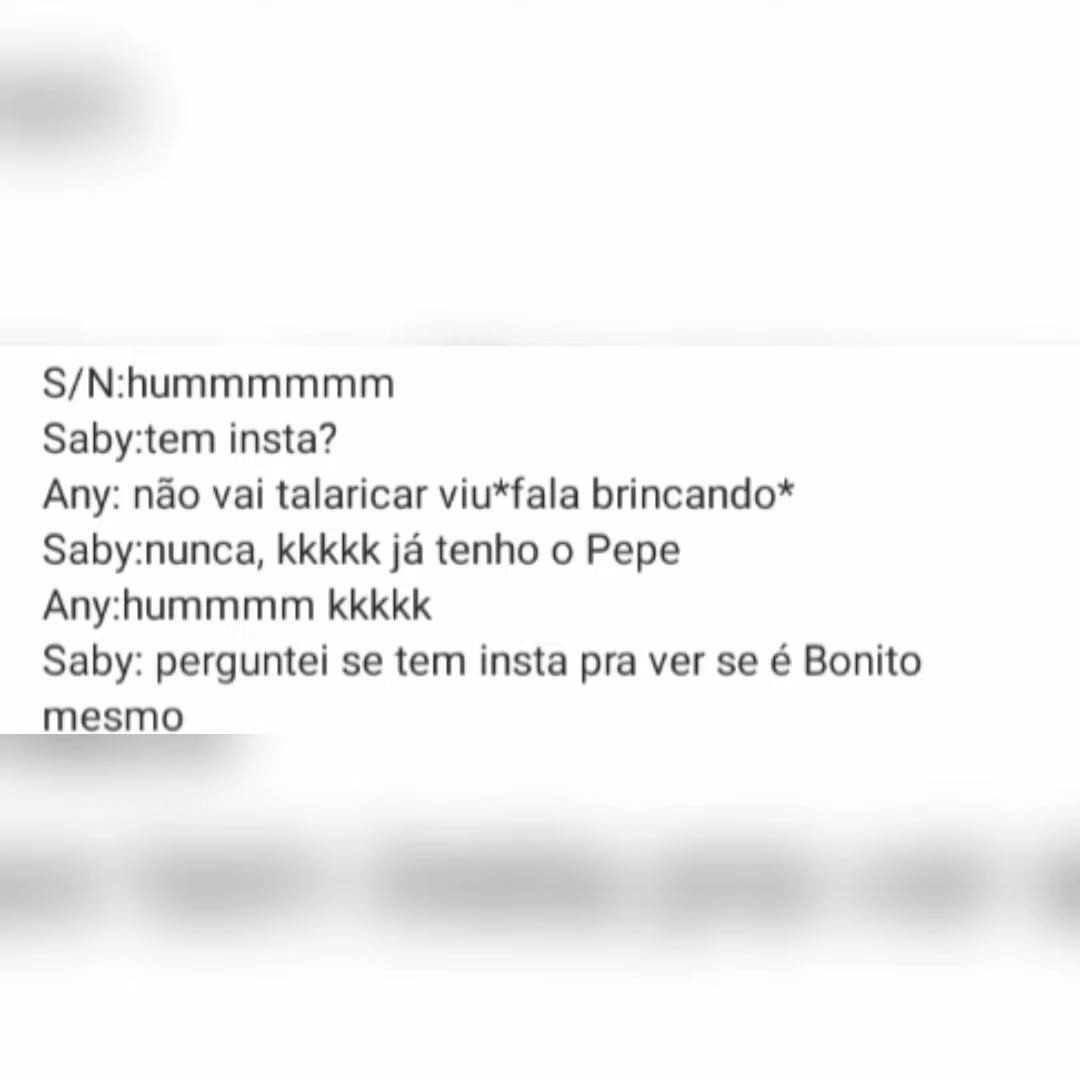 S/N:hummmmmm
Saby:tem insta?
Any: não vai talaricar viu*fala brincando*
Saby:nunca, kkkkk já tenho o Pepe
Any:hummmm kkkkk
Saby: perguntei se tem insta pra ver se é Bonito
mesmo